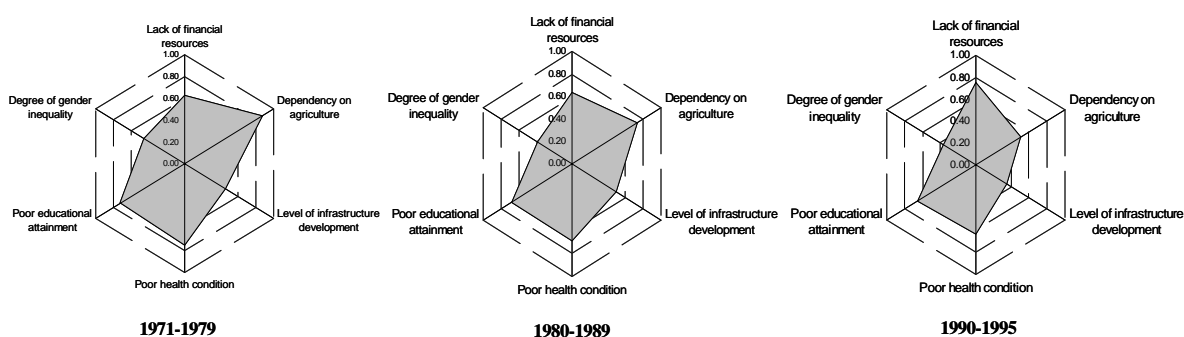 Lack of financial
resources
1.00
0.80
0.60
0.40
0.20
0.00
Degree of gender
inequality
Dependency on
agriculture
Poor educational
attainment
Level of infrastructure
development
Poor health condition
1971-1979
Lack of financial
resources
1.00
0.80
0.60
0.40
0.20
0.00
Degree of gender
inequality
Dependency on
agriculture
Poor educational
attainment
Level of infrastructure
development
Poor health condition
1980-1989
Lack of financial
resources
1.00
0.80
0.60
0.40
0.20
0.00
Degree of gender
inequality
Dependency on
agriculture
Poor educational
attainment
Level of infrastructure
development
Poor health condition
1990-1995